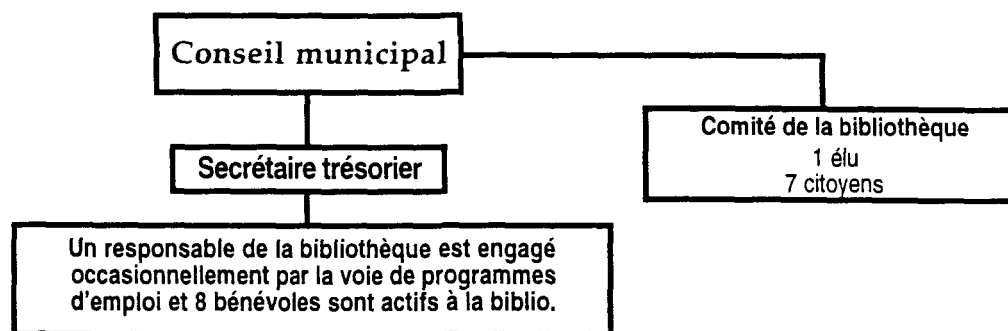 Conseil municipal
Comité de la bibliothèque
1 élu
7 citoyens
Secrétaire trésorier
Un responsable de la bibliothèque est engagé
occasionnellement par la voie de programmes
d'emploi et 8 bénévoles sont actifs à la biblio.